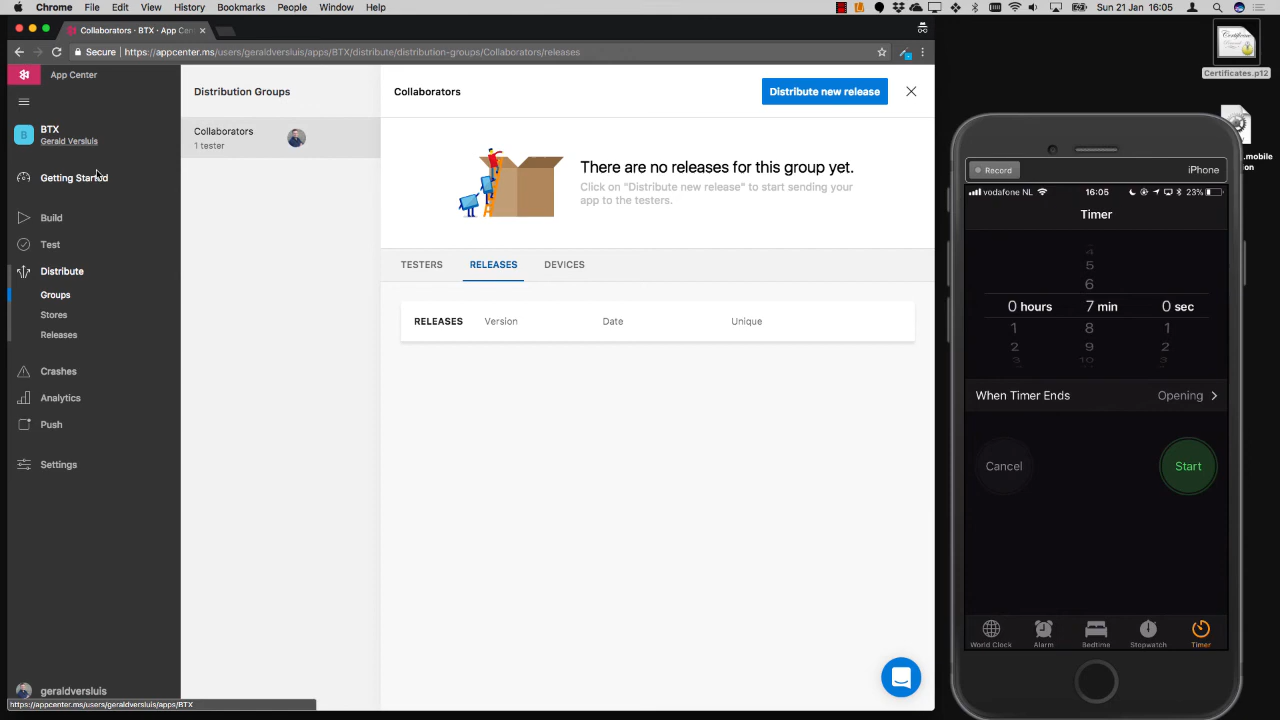 Chrome File Edit View History Bookmarks People Window Help
Sun 21 Jan 16:05
Collaborators · BTX · App Cen
Secure https://appcenter.ms/users/geraldversluis/apps/BTX/distribute/distribution-groups/Collaborators/releases
App Center
B
BTX
Gerald Versluis
Getting Started
Build
Test
Distribute
Groups
Stores
Releases
Crashes
Analytics
Push
Settings
geraldversluis
https://appcenter.ms/users/geraldversluis/apps/BTX
Distribution Groups
Collaborators
1 tester
Collaborators
Distribute new release
There are no releases for this group yet.
Click on "Distribute new release" to start sending your
app to the testers.
TESTERS RELEASES DEVICES
RELEASES Version Date Unique
Certificates.p12
.mobile
on
Record iPhone
vodafone NL 16:05 23%
Timer
4
5
6
0 hours 7 min 0 sec
1 8 1
2 9 2
3 10 3
When Timer Ends Opening
Cancel Start
World Clock Alarm Bedtime Stopwatch Timer